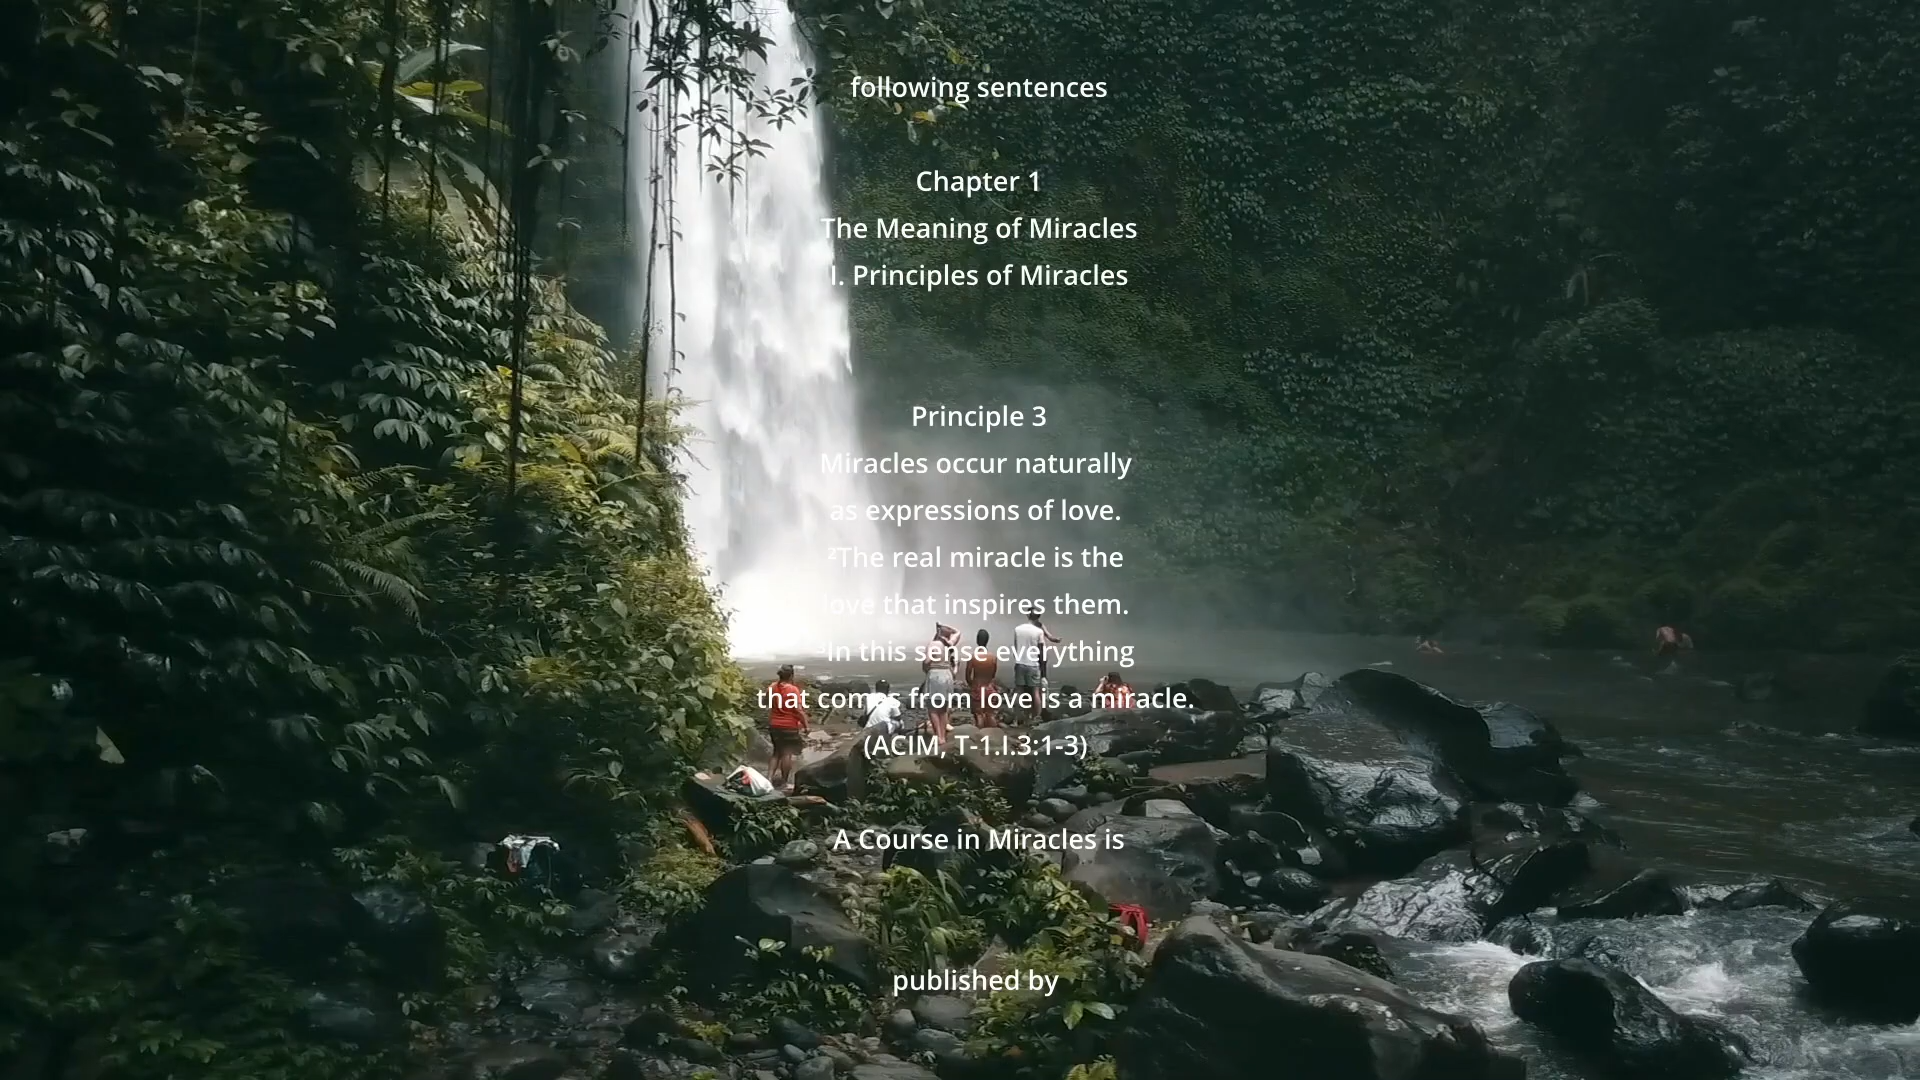 following sentences
Chapter 1
The Meaning of Miracles
I. Principles of Miracles
Principle 3
Miracles occur naturally
as expressions of love.
²The real miracle is the
love that inspires them.
³In this sense everything
that comes from love is a miracle.
(ACIM, T-1.I.3:1-3)
A Course in Miracles is
published by